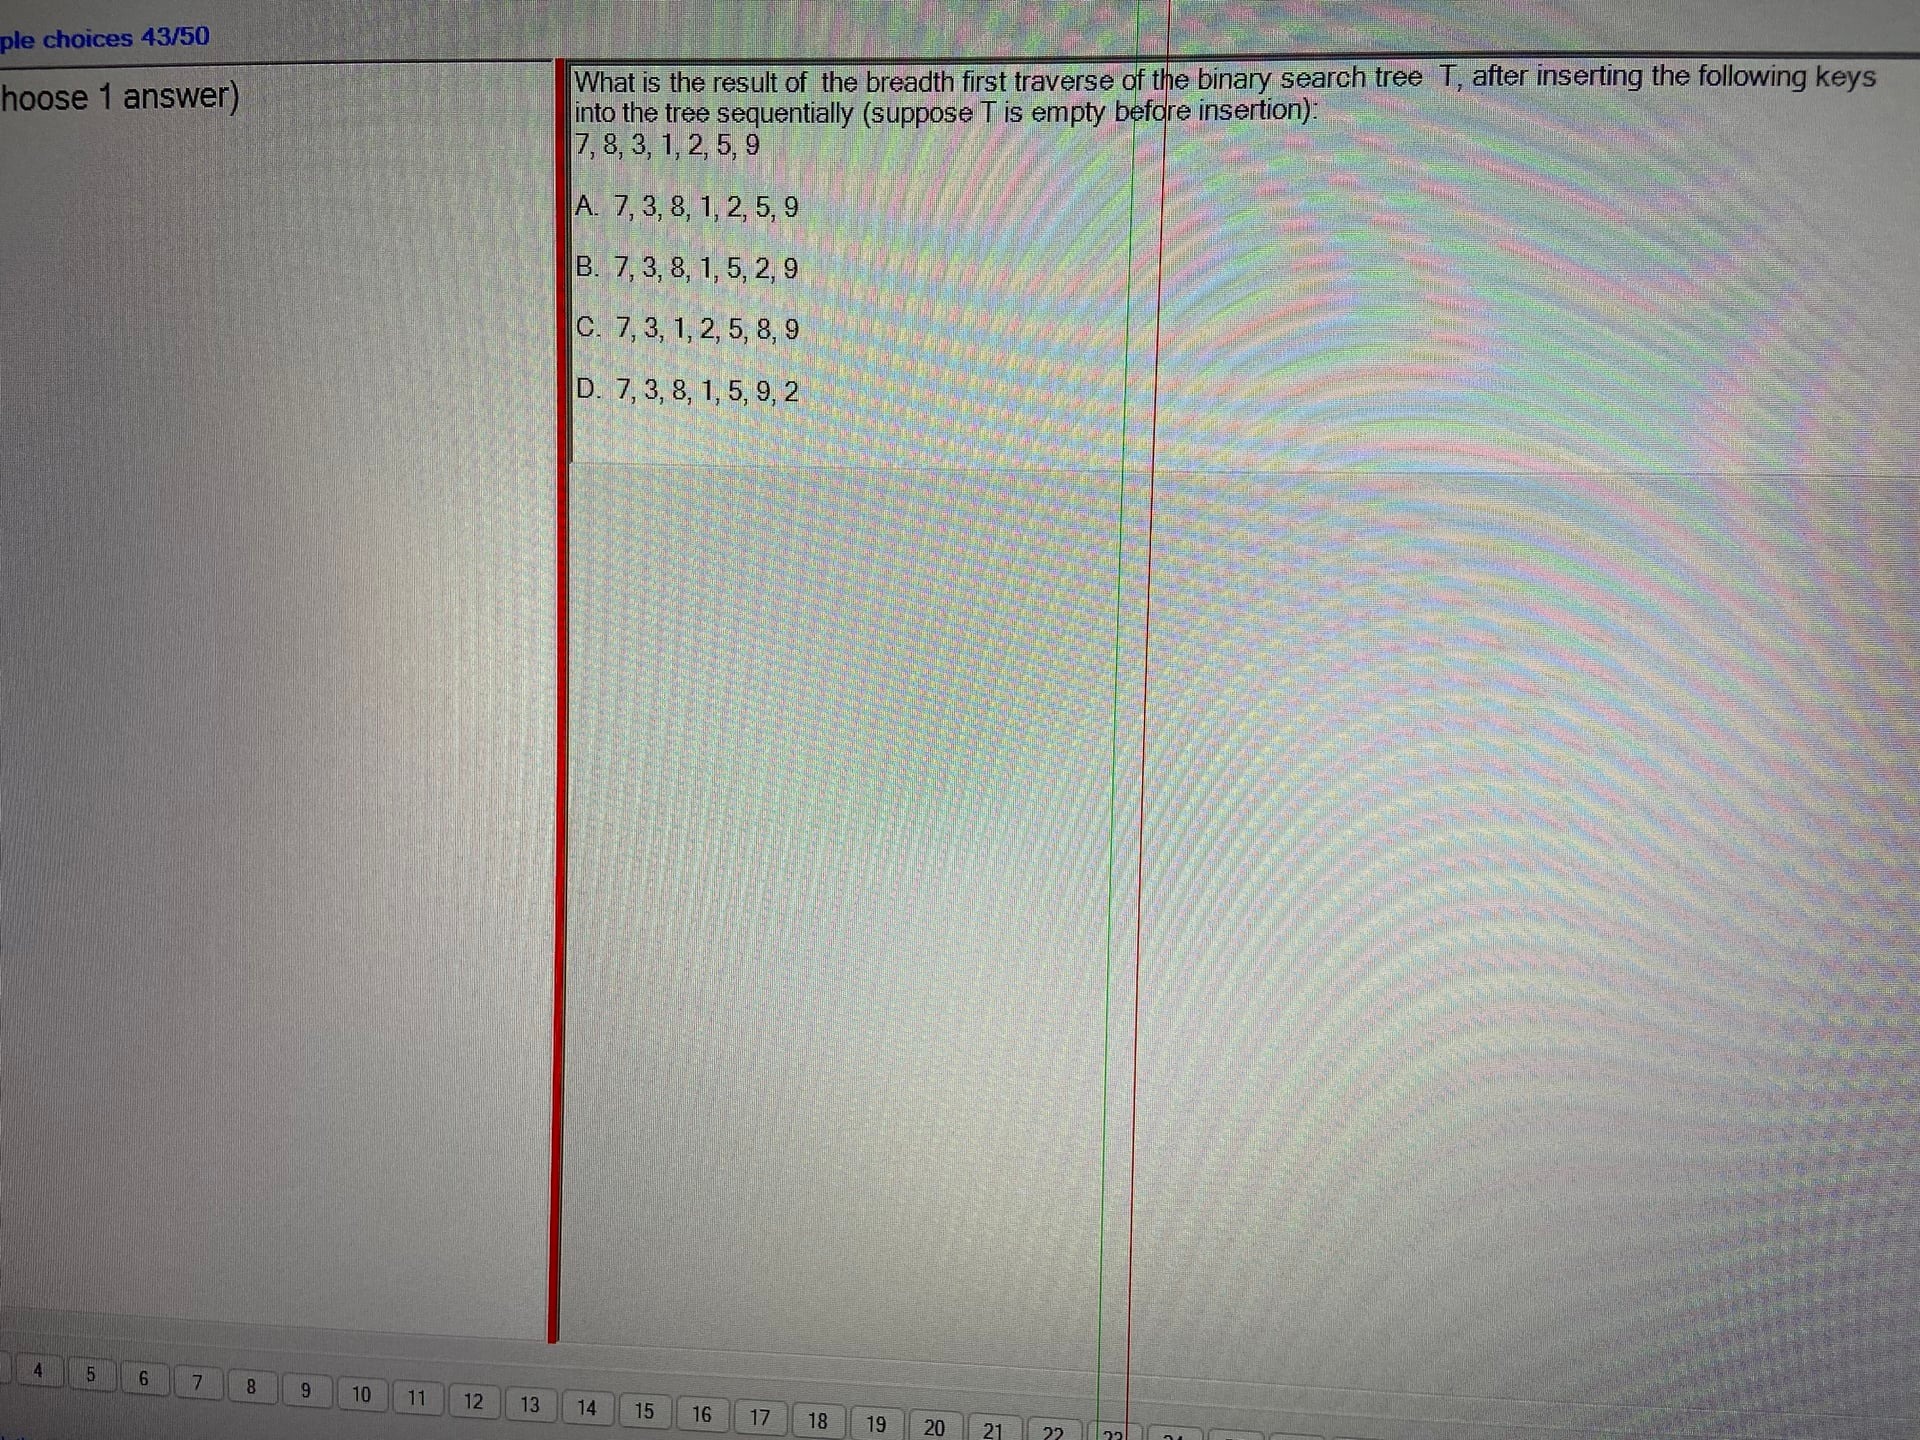 ple choices 43/50
hoose 1 answer)
What is the result of the breadth first traverse of the binary search tree T, after inserting the following keys
into the tree sequentially (suppose T is empty before insertion):
7, 8, 3, 1, 2, 5, 9
A. 7, 3, 8, 1, 2, 5, 9
B. 7, 3, 8, 1, 5, 2, 9
C. 7, 3, 1, 2, 5, 8, 9
D. 7, 3, 8, 1, 5, 9, 2
4 5 6 7 8 9 10 11 12 13 14 15 16 17 18 19 20 21 22 23